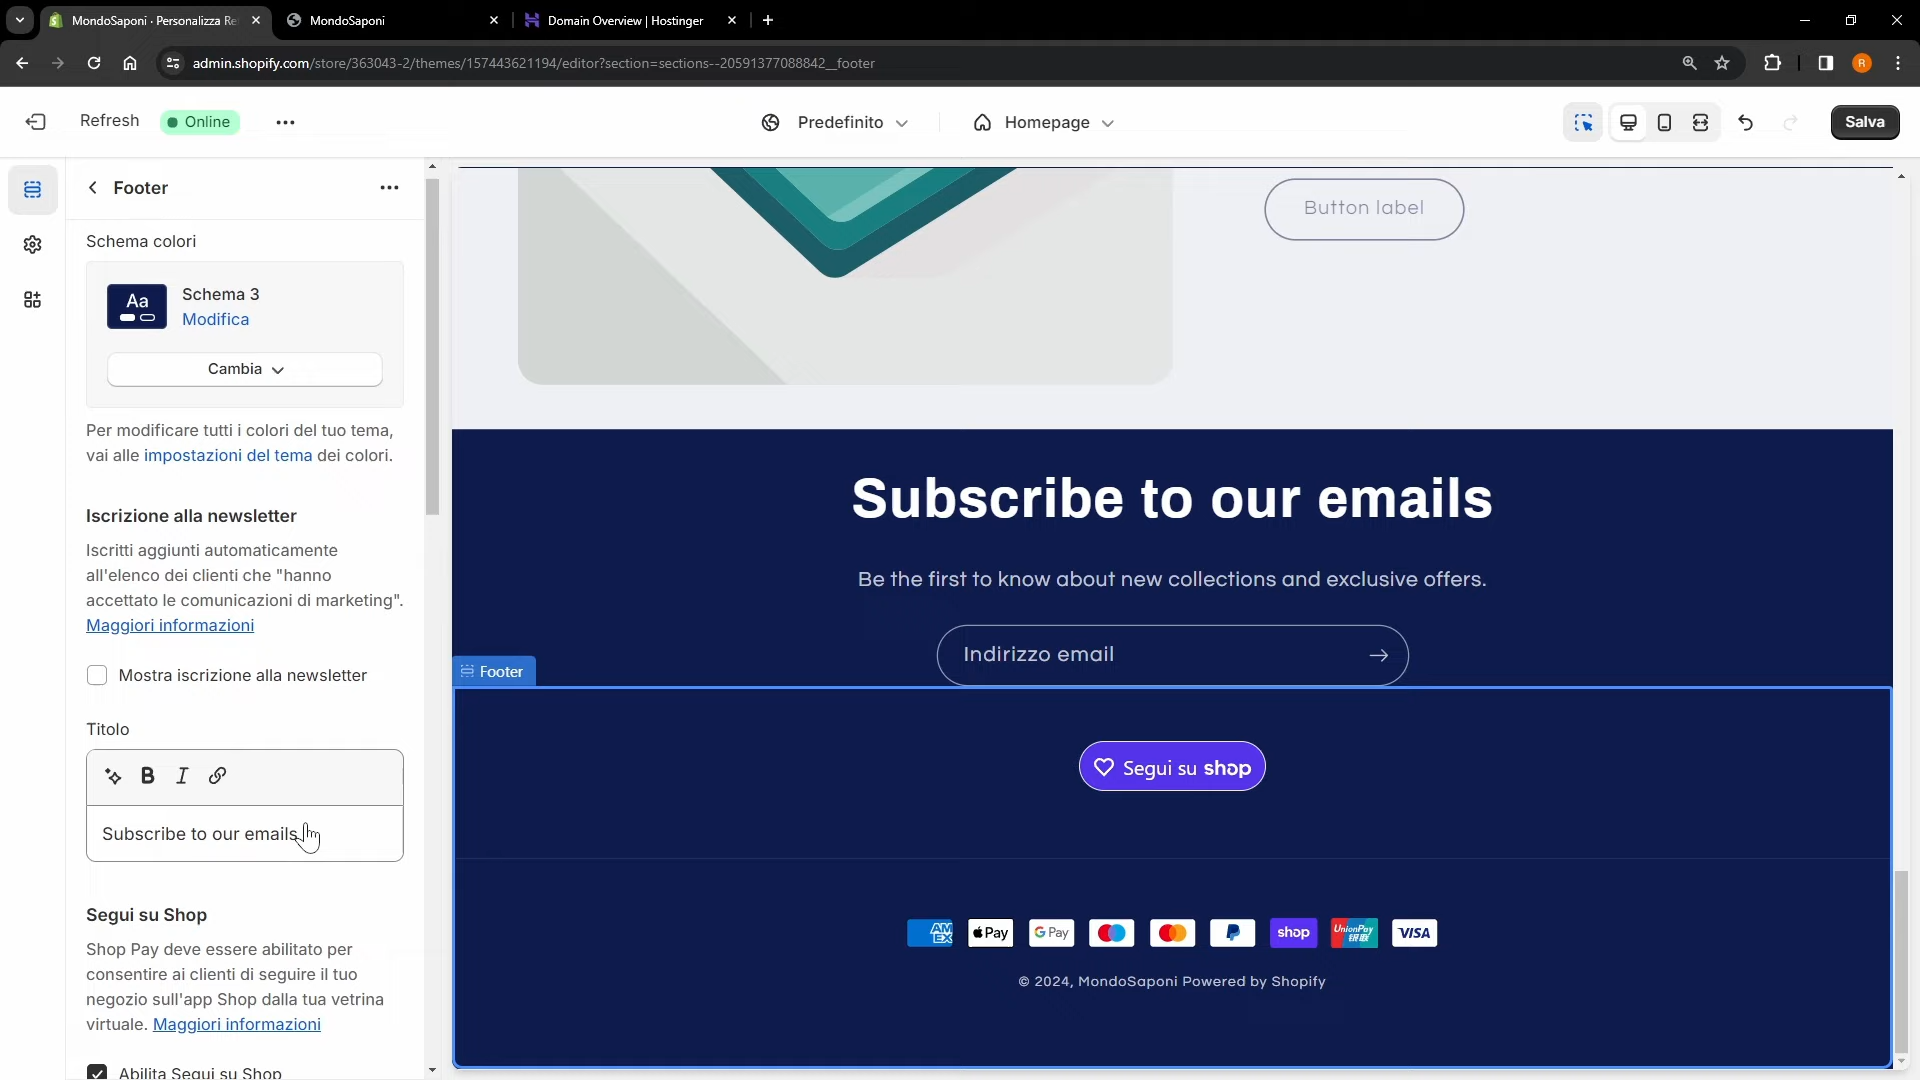 MondoSaponi · Personalizza Re
MondoSaponi
Domain Overview | Hostinger
admin.shopify.com/store/363043-2/themes/157443621194/editor?section=sections--20591377088842__footer
R
Refresh
Online
Predefinito
Homepage
Salva
Footer
Schema colori
Aa
Schema 3
Modifica
Cambia
Per modificare tutti i colori del tuo tema,
vai alle impostazioni del tema dei colori.
Iscrizione alla newsletter
Iscritti aggiunti automaticamente
all'elenco dei clienti che "hanno
accettato le comunicazioni di marketing".
Maggiori informazioni
Mostra iscrizione alla newsletter
Titolo
B I
Subscribe to our emails
Segui su Shop
Shop Pay deve essere abilitato per
consentire ai clienti di seguire il tuo
negozio sull'app Shop dalla tua vetrina
virtuale. Maggiori informazioni
Abilita Segui su Shop
Button label
Subscribe to our emails
Be the first to know about new collections and exclusive offers.
Indirizzo email
Footer
Segui su shop
AMEX Pay G Pay shop UnionPay 银联 VISA
© 2024, MondoSaponi Powered by Shopify